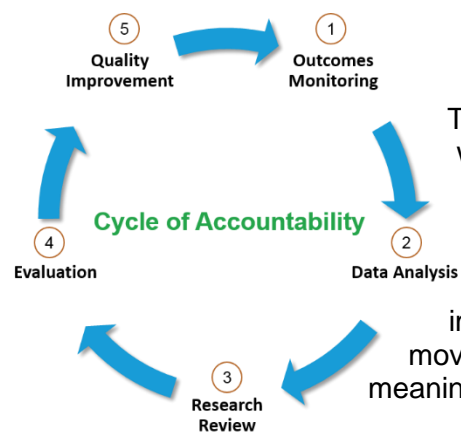 5
Quality
Improvement
1
Outcomes
Monitoring
Cycle of Accountability
2
Data Analysis
3
Research
Review
4
Evaluation
mov
meanin